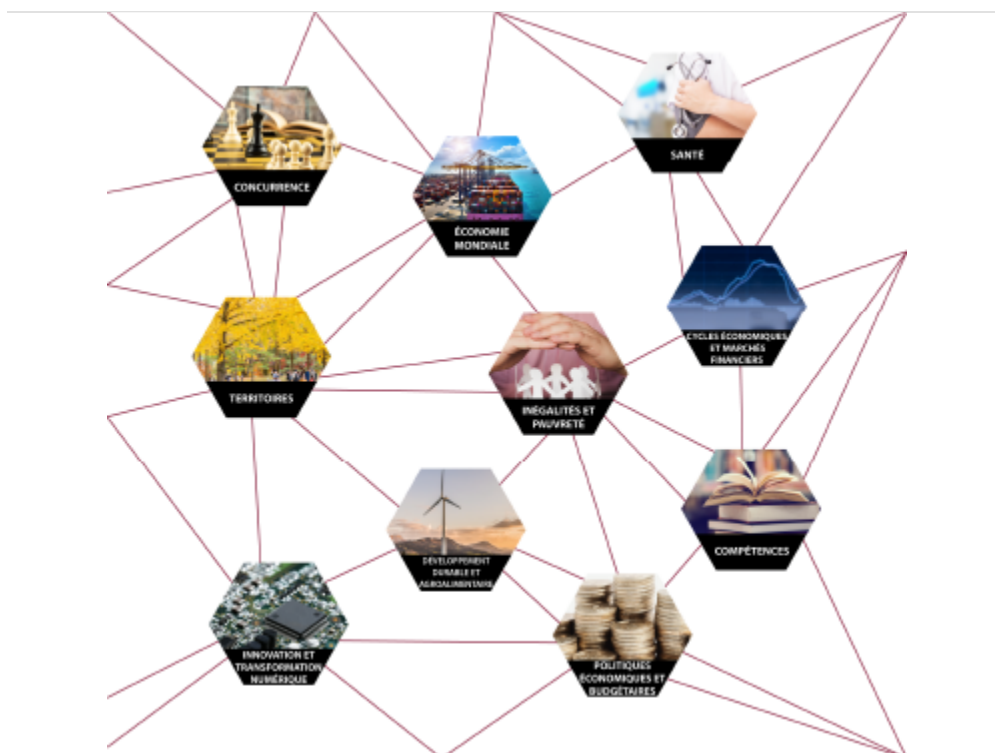 SANTÉ
CONCURRENCE
ÉCONOMIE
MONDIALE
CYCLES ÉCONOMIQUES
ET MARCHÉS
FINANCIERS
TERRITOIRES
INÉGALITÉS ET
PAUVRETÉ
COMPÉTENCES
DÉVELOPPEMENT
DURABLE ET
AGROALIMENTAIRE
INNOVATION ET
TRANSFORMATION
NUMÉRIQUE
POLITIQUES
ÉCONOMIQUES ET
BUDGÉTAIRES